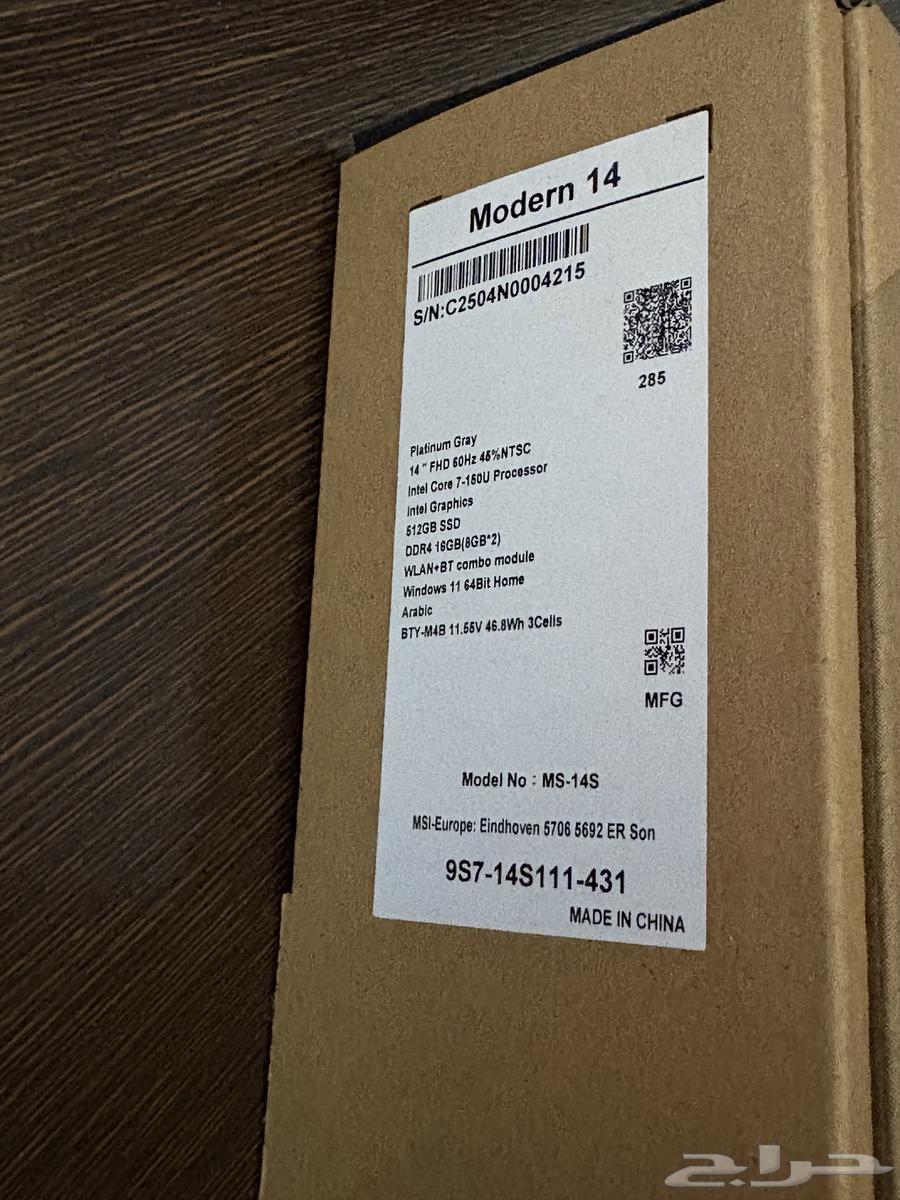 Modern 14
S/N:C2504N0004215
285
Platinum Gray
14 " FHD 60Hz 45%NTSC
Intel Core 7-150U Processor
Intel Graphics
512GB SSD
DDR4 16GB(8GB*2)
WLAN+BT combo module
Windows 11 64Bit Home
Arabic
BTY-M4B 11.55V 46.8Wh 3Cells
MFG
Model No : MS-14S
MSI-Europe: Eindhoven 5706 5692 ER Son
9S7-14S111-431
MADE IN CHINA
حراج